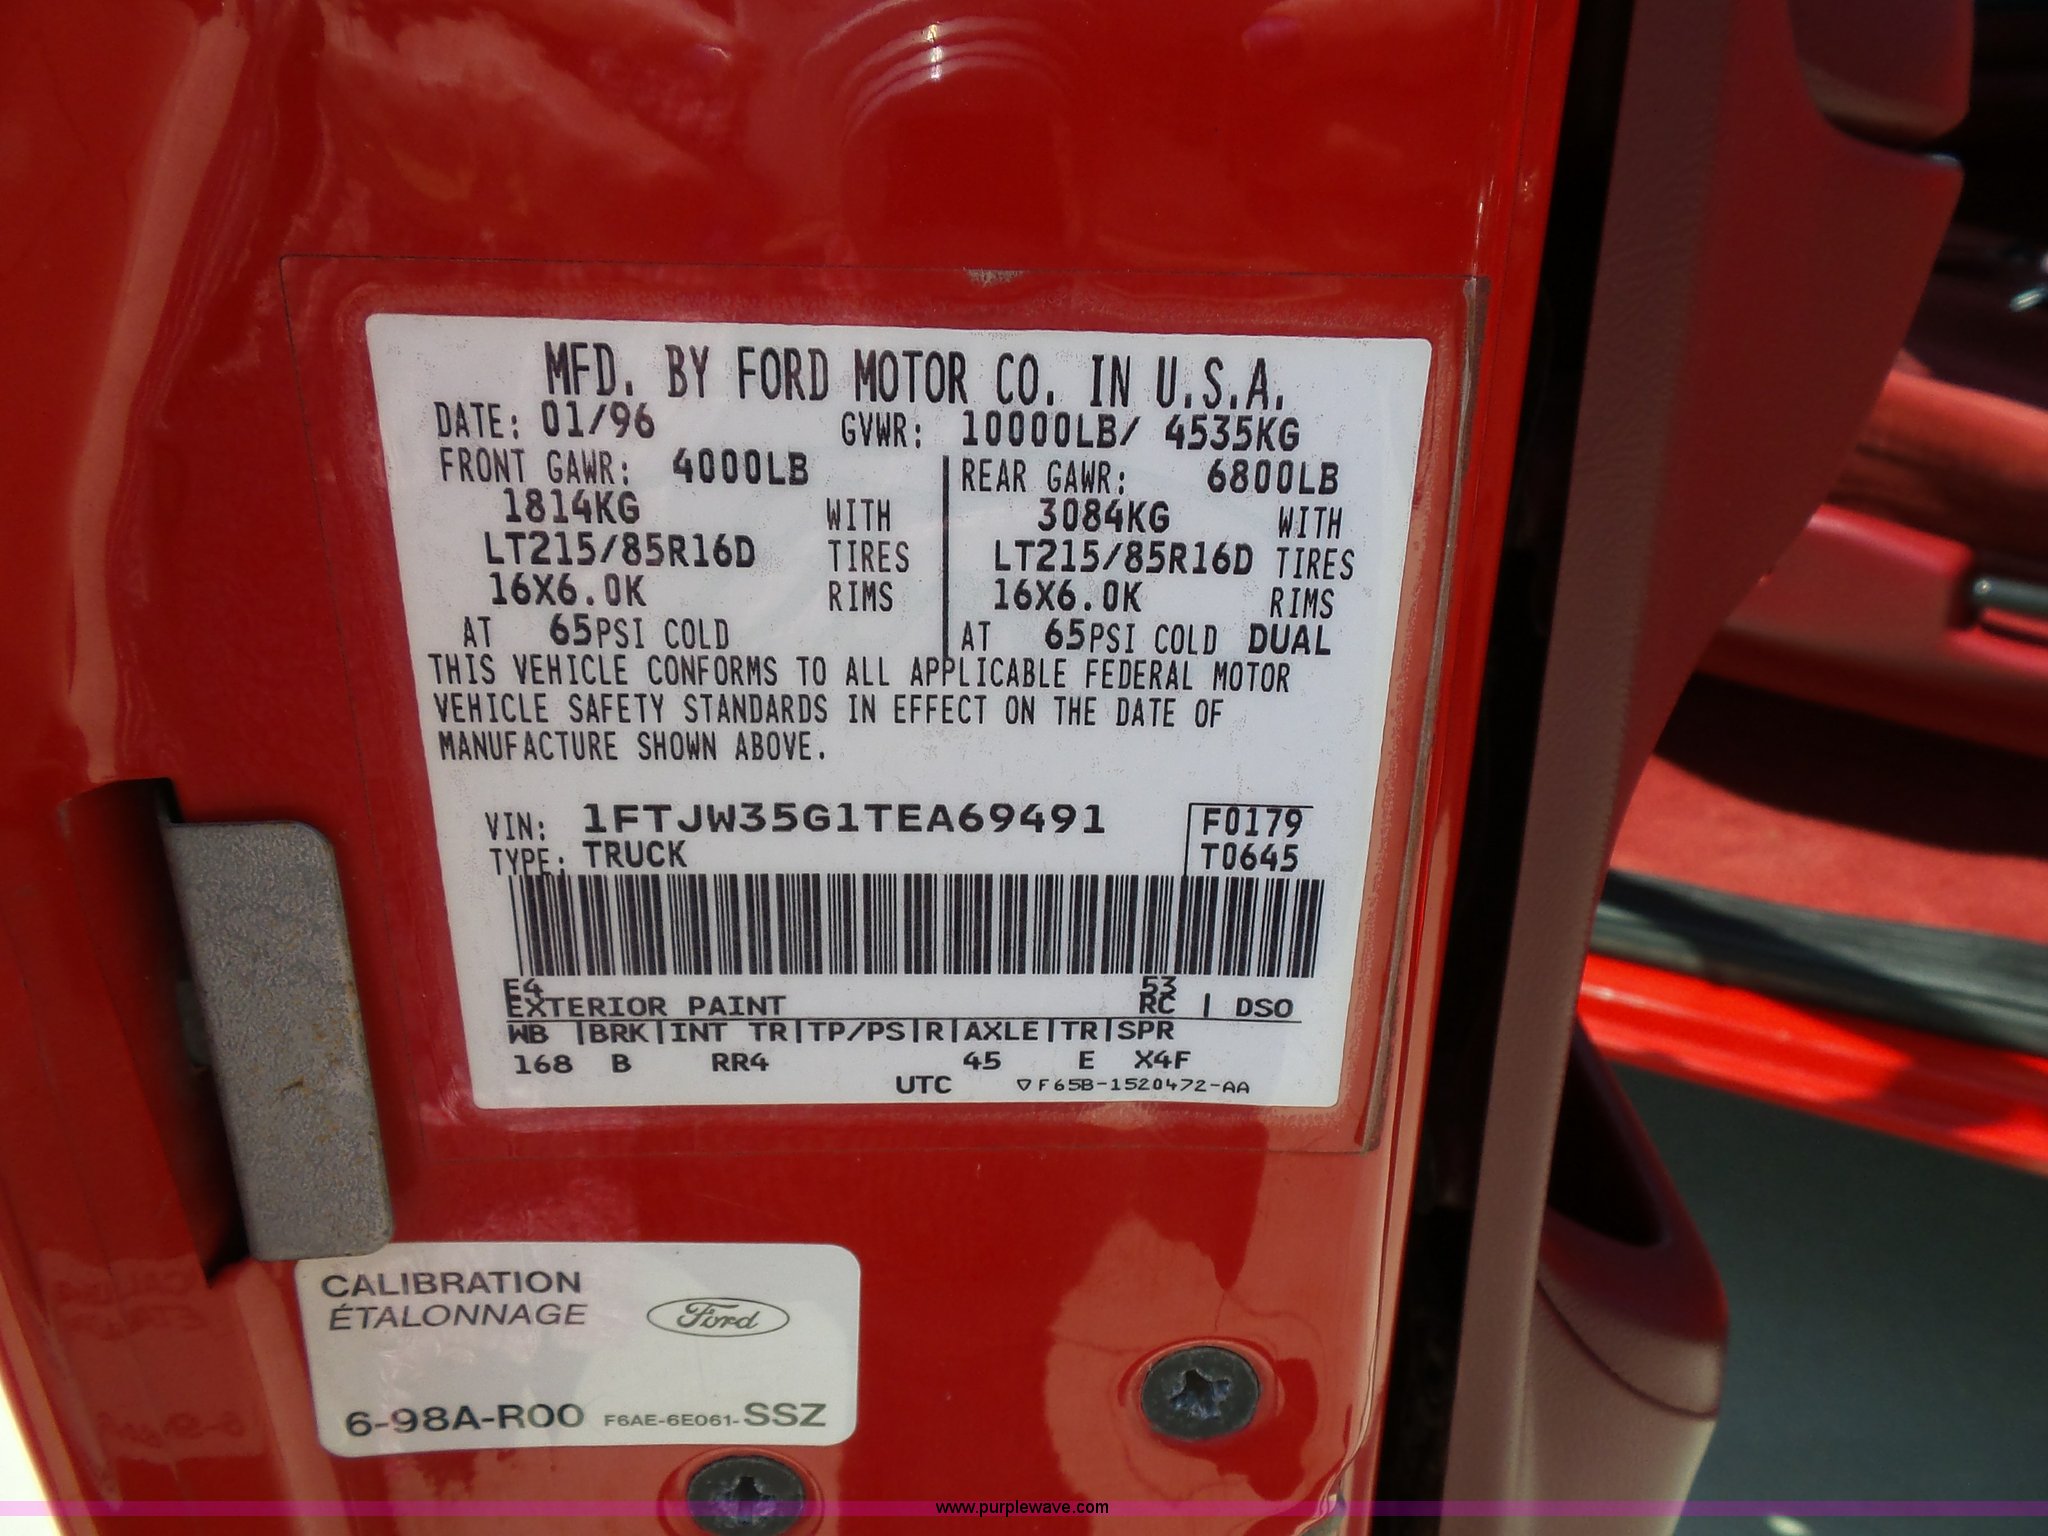 MFD. BY FORD MOTOR CO. IN U.S.A.
DATE: 01/96 GVWR: 10000LB/ 4535KG
FRONT GAWR: 4000LB REAR GAWR: 6800LB
1814KG WITH 3084KG WITH
LT215/85R16D TIRES LT215/85R16D TIRES
16X6.0K RIMS 16X6.0K RIMS
AT 65PSI COLD AT 65PSI COLD DUAL
THIS VEHICLE CONFORMS TO ALL APPLICABLE FEDERAL MOTOR
VEHICLE SAFETY STANDARDS IN EFFECT ON THE DATE OF
MANUFACTURE SHOWN ABOVE.
VIN: 1FTJW35G1TEA69491 F0179
TYPE: TRUCK T0645
E4 53
EXTERIOR PAINT RC | DSO
WB |BRK|INT TR|TP/PS|R|AXLE|TR|SPR
168 B RR4 45 E X4F
UTC ▽F65B-1520472-AA
CALIBRATION
ÉTALONNAGE Ford
6-98A-R00 F6AE-6E061-SSZ
www.purplewave.com